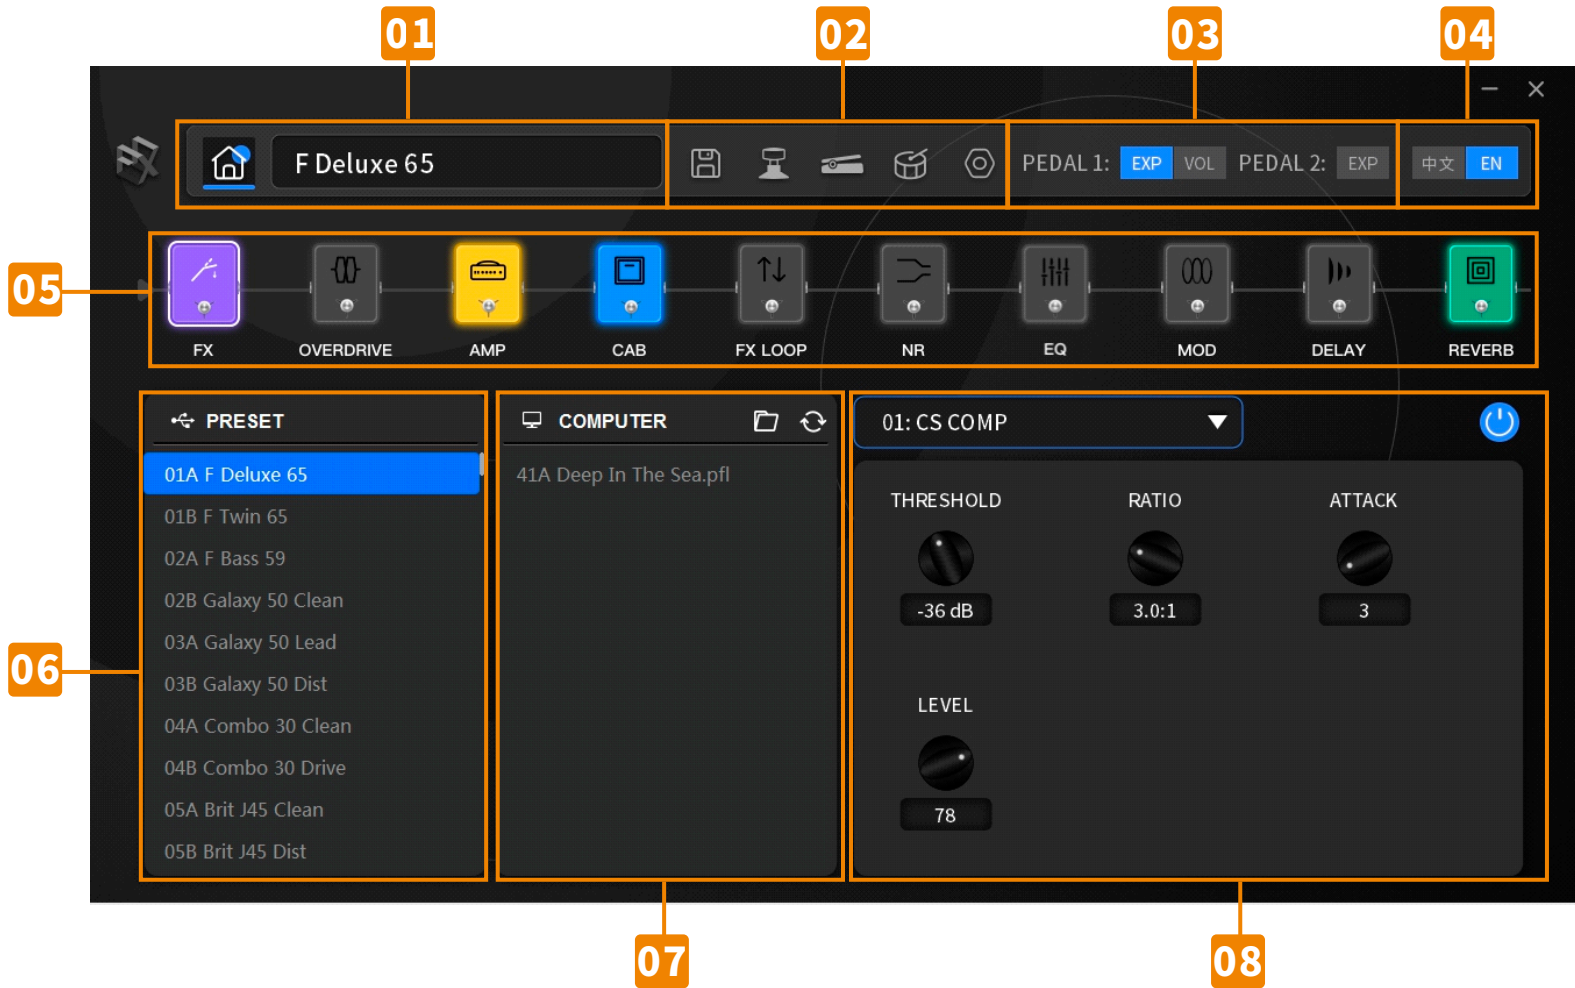 01
02
03
04
F Deluxe 65
PEDAL 1: EXP VOL PEDAL 2: EXP
中文 EN
05
FX
OVERDRIVE
AMP
CAB
FX LOOP
NR
EQ
MOD
DELAY
REVERB
06
PRESET
01A F Deluxe 65
01B F Twin 65
02A F Bass 59
02B Galaxy 50 Clean
03A Galaxy 50 Lead
03B Galaxy 50 Dist
04A Combo 30 Clean
04B Combo 30 Drive
05A Brit J45 Clean
05B Brit J45 Dist
COMPUTER
41A Deep In The Sea.pfl
01: CS COMP
THRESHOLD
-36 dB
RATIO
3.0:1
ATTACK
3
LEVEL
78
07
08